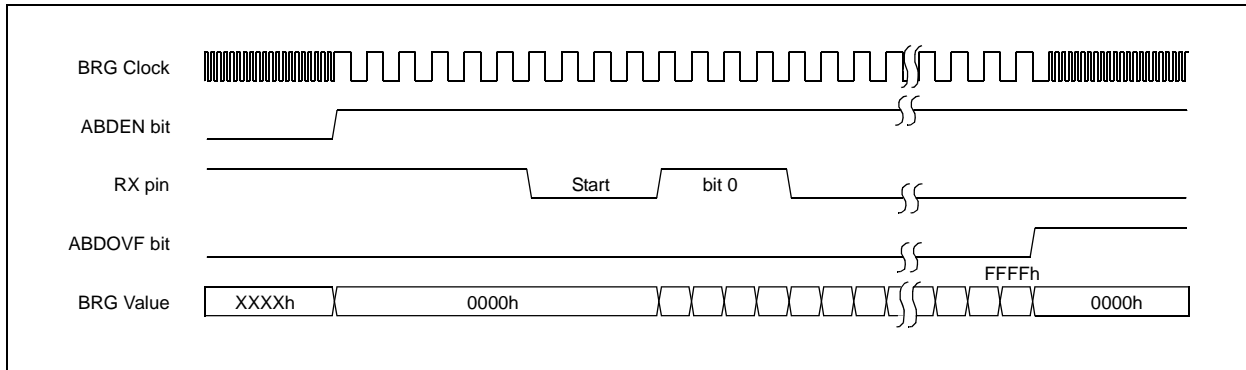 BRG Clock
ABDEN bit
RX pin
Start
bit 0
ABDOVF bit
FFFFh
BRG Value
XXXXh
0000h
0000h